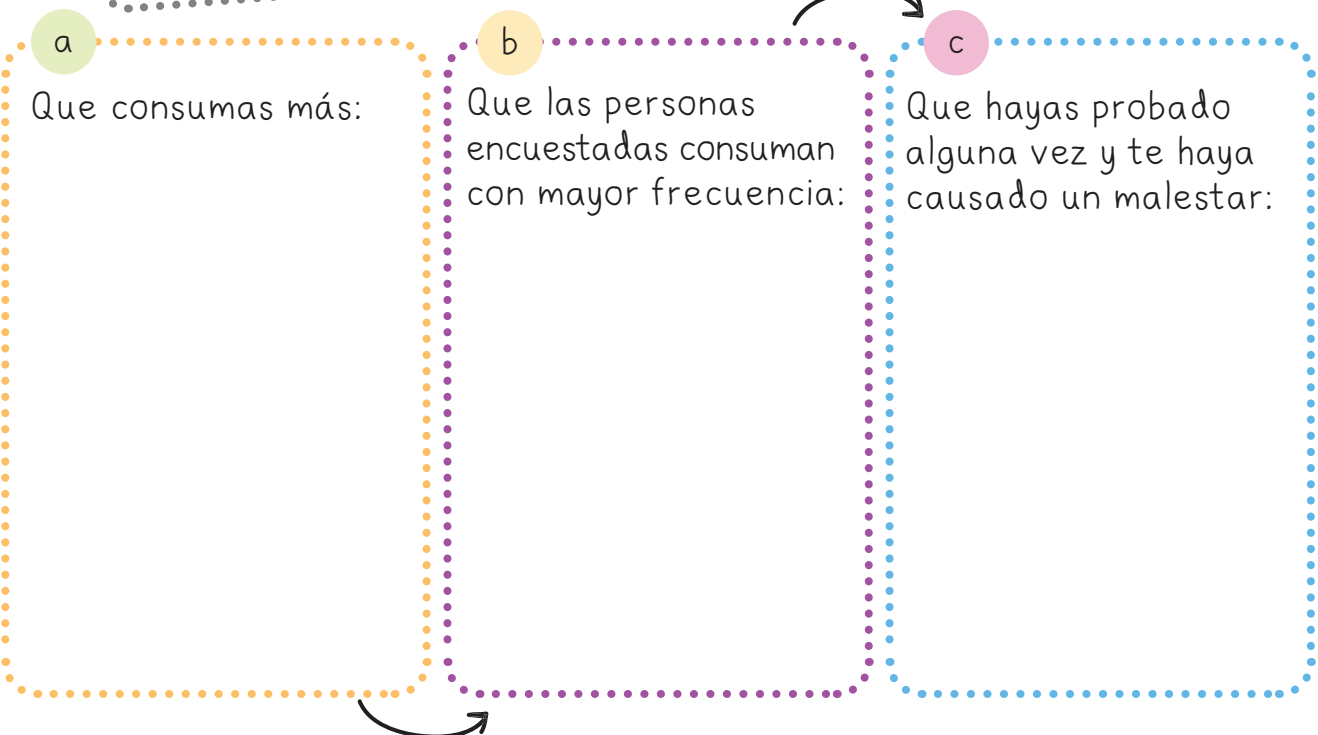 a
Que consumas más:
b
Que las personas
encuestadas consuman
con mayor frecuencia:
c
Que hayas probado
alguna vez y te haya
causado un malestar: